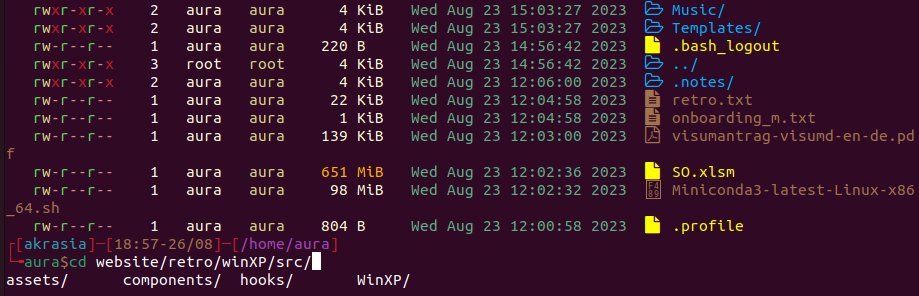 rwxr-xr-x 2 aura aura 4 KiB Wed Aug 23 15:03:27 2023 Music/
rwxr-xr-x 2 aura aura 4 KiB Wed Aug 23 15:03:27 2023 Templates/
rw-r--r-- 1 aura aura 220 B Wed Aug 23 14:56:42 2023 .bash_logout
rwxr-xr-x 3 root root 4 KiB Wed Aug 23 14:56:42 2023 ../
rwxr-xr-x 2 aura aura 4 KiB Wed Aug 23 12:06:00 2023 .notes/
rw-r--r-- 1 aura aura 22 KiB Wed Aug 23 12:04:58 2023 retro.txt
rw-r--r-- 1 aura aura 1 KiB Wed Aug 23 12:04:58 2023 onboarding_m.txt
rw-r--r-- 1 aura aura 139 KiB Wed Aug 23 12:03:00 2023 visumantrag-visumd-en-de.pd
f
rw-r--r-- 1 aura aura 651 MiB Wed Aug 23 12:02:36 2023 SO.xlsm
rw-r--r-- 1 aura aura 98 MiB Wed Aug 23 12:02:32 2023 F4B9 Miniconda3-latest-Linux-x86
_64.sh
rw-r--r-- 1 aura aura 804 B Wed Aug 23 12:00:58 2023 .profile
┌[akrasia]─[18:57-26/08]─[/home/aura]
└╼aura$cd website/retro/winXP/src/
assets/ components/ hooks/ WinXP/